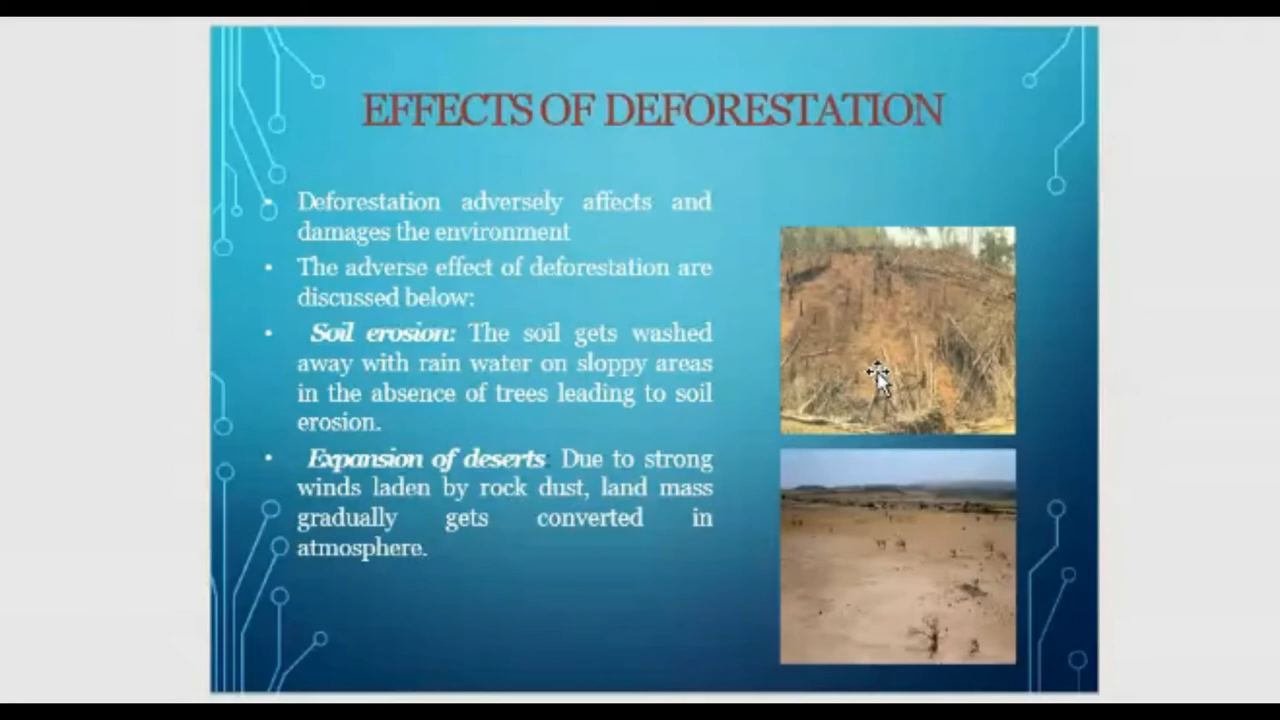 EFFECTS OF DEFORESTATION
• Deforestation adversely affects and
damages the environment
• The adverse effect of deforestation are
discussed below:
• Soil erosion: The soil gets washed
away with rain water on sloppy areas
in the absence of trees leading to soil
erosion.
• Expansion of deserts: Due to strong
winds laden by rock dust, land mass
gradually gets converted in
atmosphere.